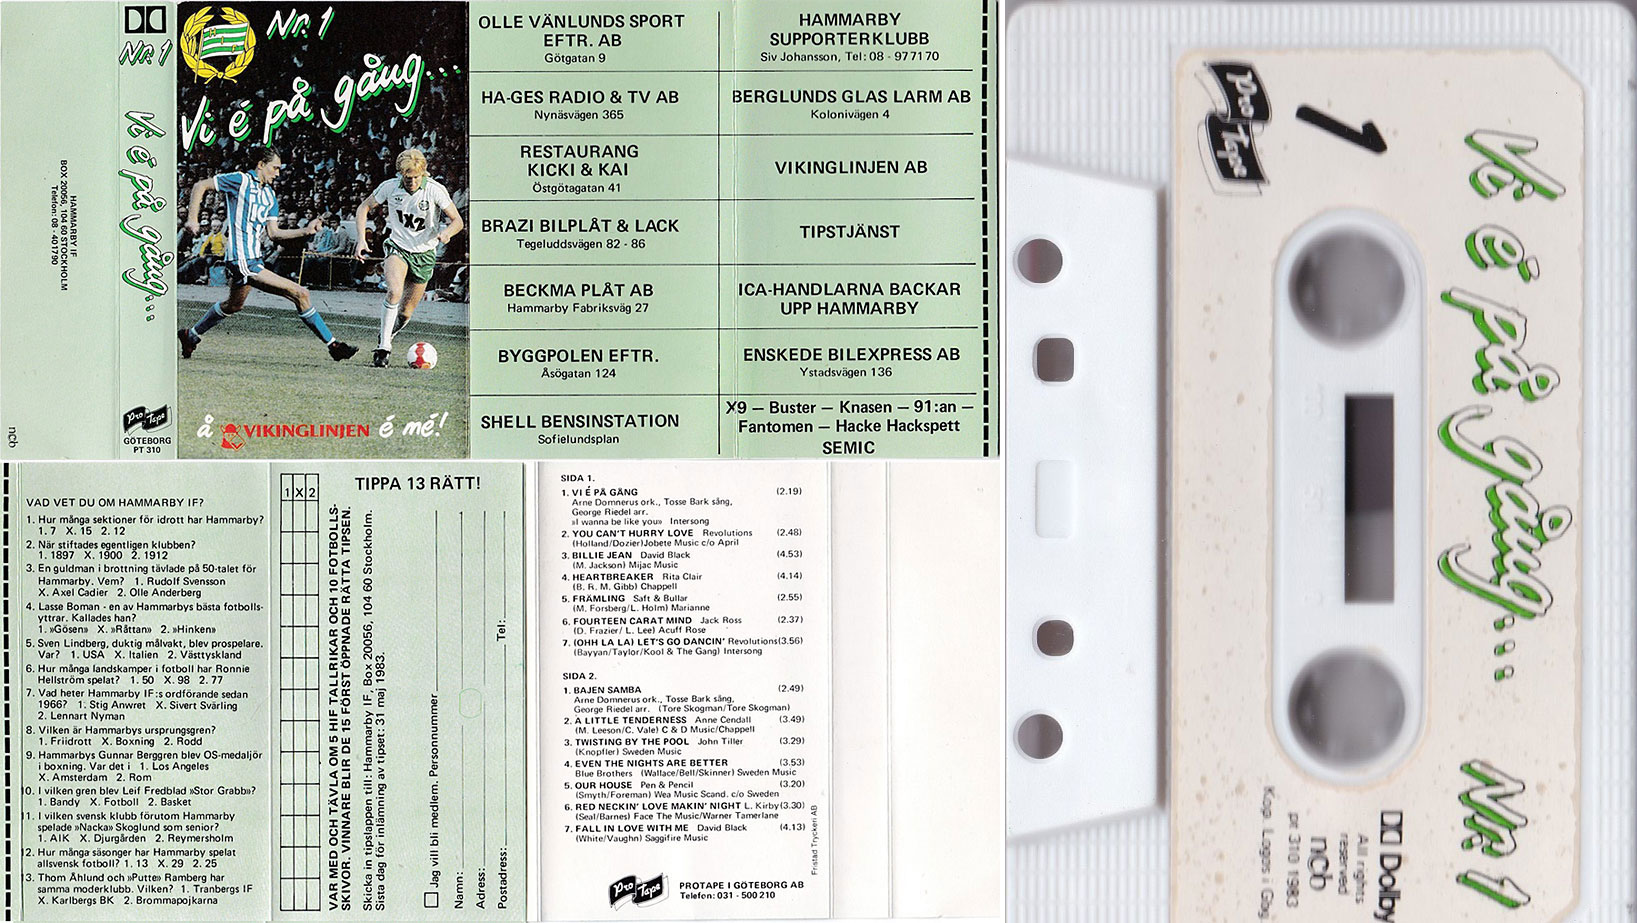 HAMMARBY IF
BOX 20056, 104 60 STOCKHOLM
Telefon: 08 - 4017 90
ncb
Nr. 1
Vi é på gång...
Pro Tape
GÖTEBORG
PT 310
HIF
Nr. 1
Vi é på gång...
1X2
å VIKINGLINJEN é mé!
OLLE VÄNLUNDS SPORT
EFTR. AB
Götgatan 9
HA-GES RADIO & TV AB
Nynäsvägen 365
RESTAURANG
KICKI & KAI
Östgötagatan 41
BRAZI BILPLÅT & LACK
Tegeluddsvägen 82 - 86
BECKMA PLÅT AB
Hammarby Fabriksväg 27
BYGGPOLEN EFTR.
Åsögatan 124
SHELL BENSINSTATION
Sofielundsplan
HAMMARBY
SUPPORTERKLUBB
Siv Johansson, Tel: 08 - 977170
BERGLUNDS GLAS LARM AB
Kolonivägen 4
VIKINGLINJEN AB
TIPSTJÄNST
ICA-HANDLARNA BACKAR
UPP HAMMARBY
ENSKEDE BILEXPRESS AB
Ystadsvägen 136
X9 – Buster – Knasen – 91:an –
Fantomen – Hacke Hackspett
SEMIC
VAD VET DU OM HAMMARBY IF?
1. Hur många sektioner för idrott har Hammarby?
1. 7 X. 15 2. 12
2. När stiftades egentligen klubben?
1. 1897 X. 1900 2. 1912
3. En guldman i brottning tävlade på 50-talet för
Hammarby. Vem? 1. Rudolf Svensson
X. Axel Cadier 2. Olle Anderberg
4. Lasse Boman - en av Hammarbys bästa fotbolls-
yttrar. Kallades han?
1. »Gösen» X. »Råttan» 2. »Hinken»
5. Sven Lindberg, duktig målvakt, blev prospelare.
Var? 1. USA X. Italien 2. Västtyskland
6. Hur många landskamper i fotboll har Ronnie
Hellström spelat? 1. 50 X. 98 2. 77
7. Vad heter Hammarby IF:s ordförande sedan
1966? 1. Stig Anwret X. Sivert Svärling
2. Lennart Nyman
8. Vilken är Hammarbys ursprungsgren?
1. Friidrott X. Boxning 2. Rodd
9. Hammarbys Gunnar Berggren blev OS-medaljör
i boxning. Var det i 1. Los Angeles
X. Amsterdam 2. Rom
10. I vilken gren blev Leif Fredblad »Stor Grabb»?
1. Bandy X. Fotboll 2. Basket
11. I vilken svensk klubb förutom Hammarby
spelade »Nacka» Skoglund som senior?
1. AIK X. Djurgården 2. Reymersholm
12. Hur många säsonger har Hammarby spelat
allsvensk fotboll? 1. 13 X. 29 2. 25
13. Thom Åhlund och »Putte» Ramberg har
samma moderklubb. Vilken? 1. Tranbergs IF
X. Karlbergs BK 2. Brommapojkarna
1 X 2
TIPPA 13 RÄTT!
VAR MED OCH TÄVLA OM 5 HIF TALLRIKAR OCH 10 FOTBOLLS-
SKIVOR. VINNARE BLIR DE 15 FÖRST ÖPPNADE RÄTTA TIPSEN.
Skicka in tipslappen till: Hammarby IF, Box 20056, 104 60 Stockholm.
Sista dag för inlämning av tipset: 31 maj 1983.
Jag vill bli medlem. Personnummer
Namn:
Adress:
Postadress: Tel:
SIDA 1.
1. VI É PÅ GÅNG (2.19)
Arne Domnerus ork., Tosse Bark sång,
George Riedel arr.
»I wanna be like you» Intersong
2. YOU CAN'T HURRY LOVE Revolutions (2.48)
(Holland/Dozier)Jobete Music c/o April
3. BILLIE JEAN David Black (4.53)
(M. Jackson) Mijac Music
4. HEARTBREAKER Rita Clair (4.14)
(B. R. M. Gibb) Chappell
5. FRÄMLING Saft & Bullar (2.55)
(M. Forsberg/L. Holm) Marianne
6. FOURTEEN CARAT MIND Jack Ross (2.37)
(D. Frazier/ L. Lee) Acuff Rose
7. (OHH LA LA) LET'S GO DANCIN' Revolutions(3.56)
(Bayyan/Taylor/Kool & The Gang) Intersong
SIDA 2.
1. BAJEN SAMBA (2.49)
Arne Domnerus ork., Tosse Bark sång,
George Riedel arr. (Tore Skogman/Tore Skogman)
2. A LITTLE TENDERNESS Anne Cendall (3.49)
(M. Leeson/C. Vale) C & D Music/Chappell
3. TWISTING BY THE POOL John Tiller (3.29)
(Knopfler) Sweden Music
4. EVEN THE NIGHTS ARE BETTER (3.53)
Blue Brothers (Wallace/Bell/Skinner) Sweden Music
5. OUR HOUSE Pen & Pencil (3.20)
(Smyth/Foreman) Wea Music Scand. c/o Sweden
6. RED NECKIN' LOVE MAKIN' NIGHT L. Kirby(3.30)
(Seal/Barnes) Face The Music/Warner Tamerlane
7. FALL IN LOVE WITH ME David Black (4.13)
(White/Vaughn) Saggifire Music
Pro Tape
PROTAPE I GÖTEBORG AB
Telefon: 031 - 500 210
Fristad Tryckeri AB
Pro Tape
1
Vi é på gång... Nr 1
Dolby
All rights
reserved
ncb
pt 310 1983
Kop. Logos i Gbg.